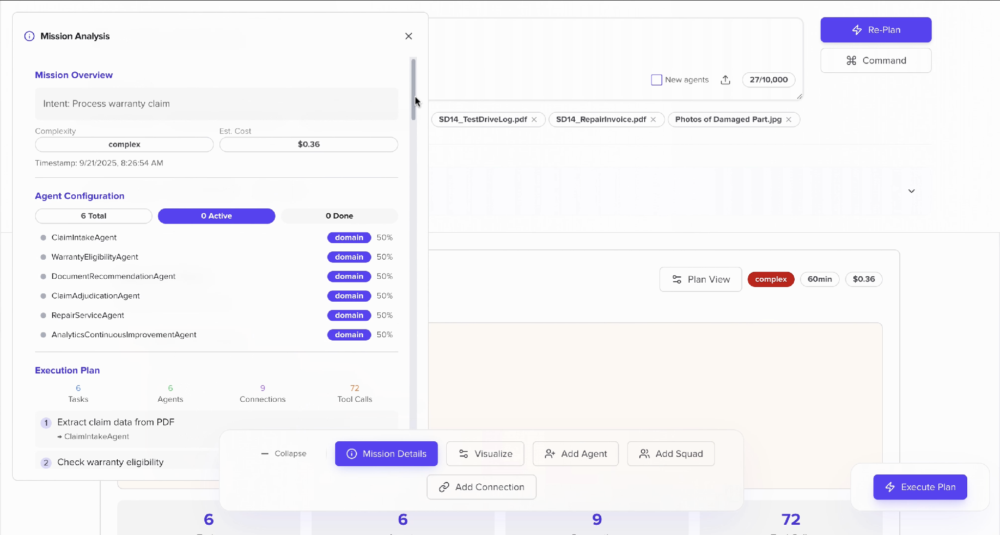 Mission Analysis
Mission Overview
Intent: Process warranty claim
Complexity
Est. Cost
complex
$0.36
Timestamp: 9/21/2025, 8:26:54 AM
Agent Configuration
6 Total
0 Active
0 Done
ClaimIntakeAgent domain 50%
WarrantyEligibilityAgent domain 50%
DocumentRecommendationAgent domain 50%
ClaimAdjudicationAgent domain 50%
RepairServiceAgent domain 50%
AnalyticsContinuousImprovementAgent domain 50%
Execution Plan
6 6 9 72
Tasks Agents Connections Tool Calls
1 Extract claim data from PDF
→ ClaimIntakeAgent
2 Check warranty eligibility
Re-Plan
Command
New agents
27/10,000
SD14_TestDriveLog.pdf
SD14_RepairInvoice.pdf
Photos of Damaged Part.jpg
Plan View
complex
60min
$0.36
Collapse
Mission Details
Visualize
Add Agent
Add Squad
Add Connection
Execute Plan
6 6 9 72